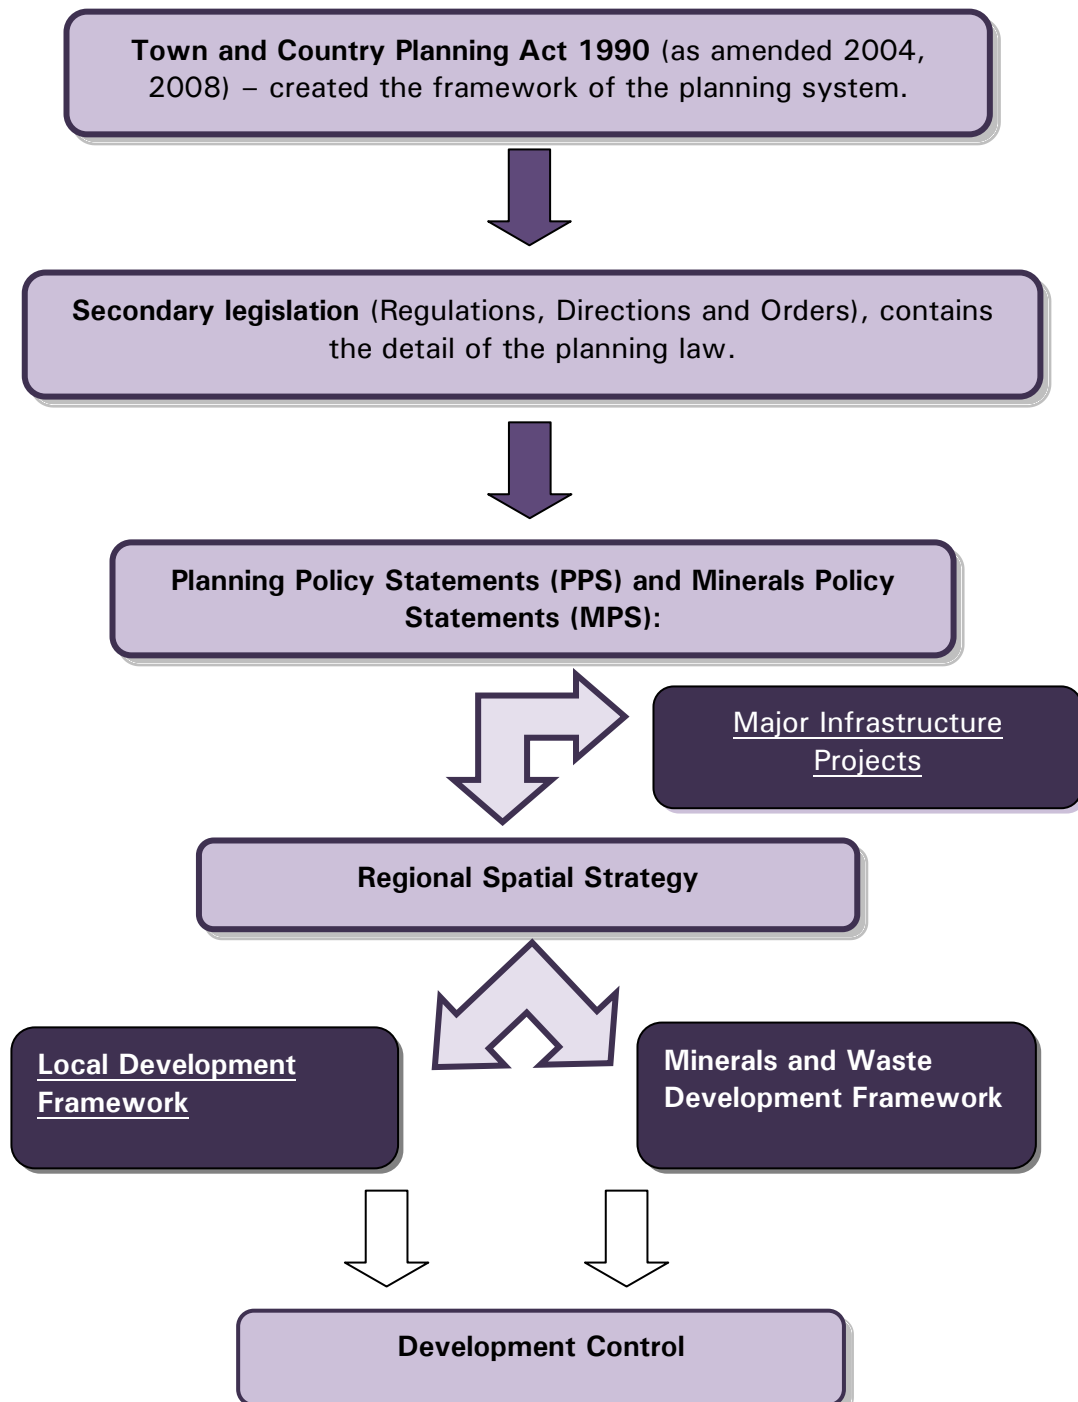 Town and Country Planning Act 1990 (as amended 2004,
2008) – created the framework of the planning system.
Secondary legislation (Regulations, Directions and Orders), contains
the detail of the planning law.
Planning Policy Statements (PPS) and Minerals Policy
Statements (MPS):
Major Infrastructure
Projects
Regional Spatial Strategy
Local Development
Framework
Minerals and Waste
Development Framework
Development Control